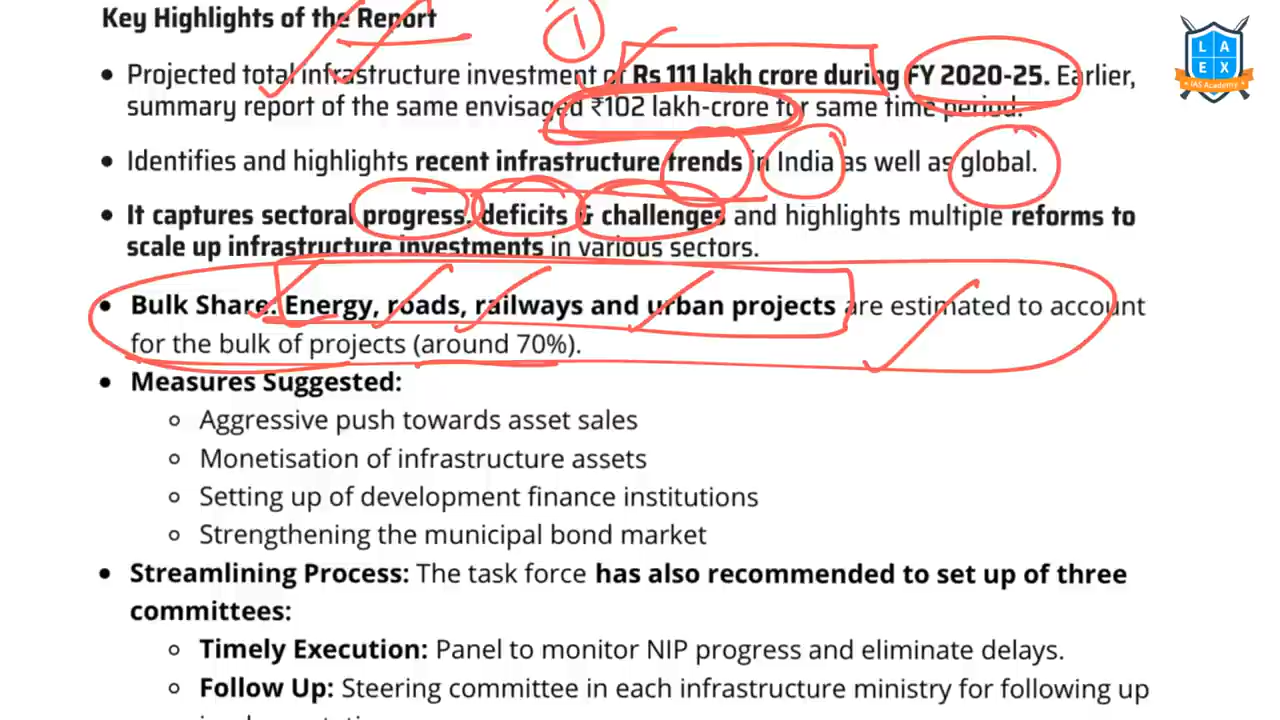 Key Highlights of the Report
1
• Projected total infrastructure investment of Rs 111 lakh crore during FY 2020-25. Earlier,
summary report of the same envisaged ₹102 lakh-crore for same time period.
• Identifies and highlights recent infrastructure trends in India as well as global.
• It captures sectoral progress, deficits & challenges and highlights multiple reforms to
scale up infrastructure investments in various sectors.
• Bulk Share: Energy, roads, railways and urban projects are estimated to account
for the bulk of projects (around 70%).
• Measures Suggested:
○ Aggressive push towards asset sales
○ Monetisation of infrastructure assets
○ Setting up of development finance institutions
○ Strengthening the municipal bond market
• Streamlining Process: The task force has also recommended to set up of three
committees:
○ Timely Execution: Panel to monitor NIP progress and eliminate delays.
○ Follow Up: Steering committee in each infrastructure ministry for following up
L A
E X
IAS Academy